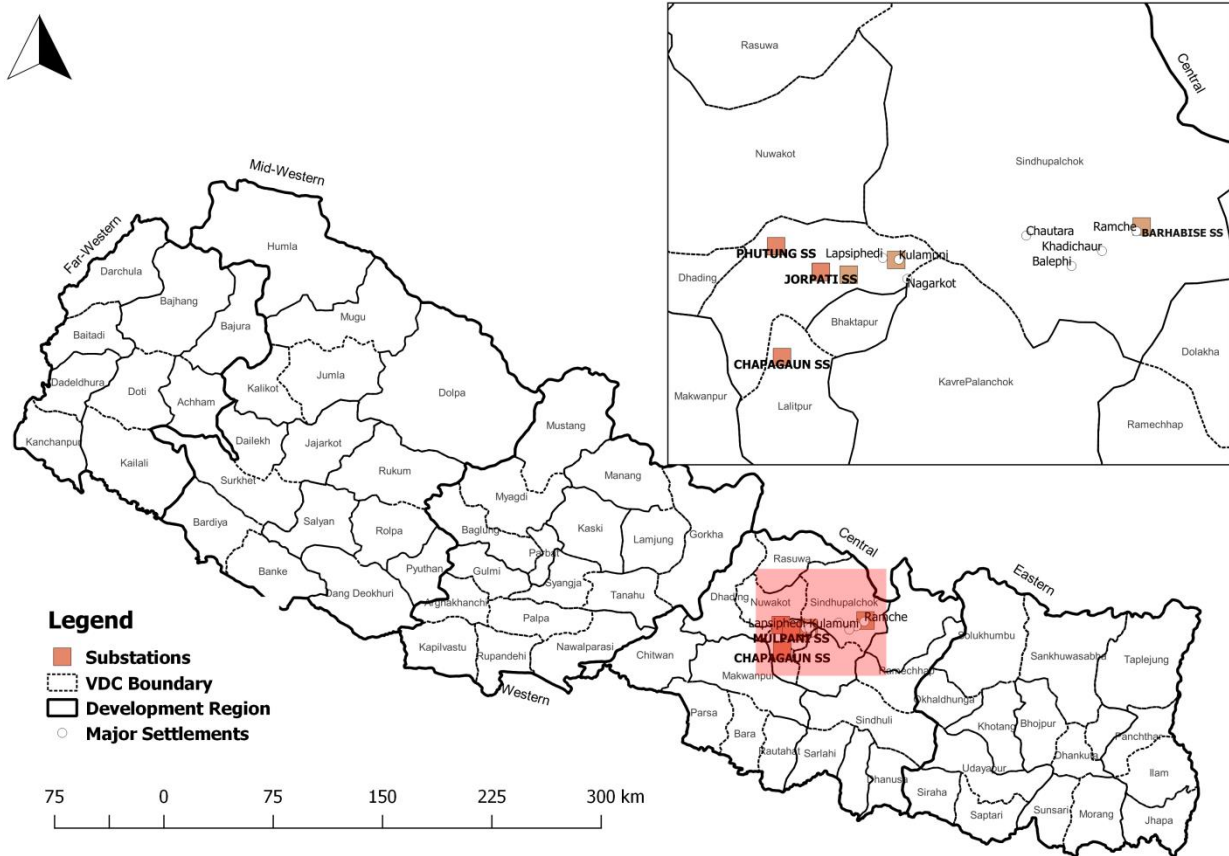 Rasuwa
Central
Nuwakot
Sindhupalchok
Chautara
Ramche
BARHABISE SS
Khadichaur
Balephi
PHUTUNG SS
Lapsiphedi
Kulamuni
Dhading
JORPATI SS
Nagarkot
Bhaktapur
Dolakha
CHAPAGAUN SS
Makwanpur
Lalitpur
KavrePalanchok
Ramechhap
Mid-Western
Far-Western
Humla
Darchula
Bajhang
Bajura
Mugu
Baitadi
Dadeldhura
Doti
Achham
Kalikot
Jumla
Dolpa
Kanchanpur
Kailali
Dailekh
Jajarkot
Mustang
Surkhet
Rukum
Manang
Myagdi
Bardiya
Salyan
Rolpa
Baglung
Kaski
Lamjung
Gorkha
Parbat
Banke
Pyuthan
Gulmi
Syangja
Dang Deokhuri
Arghakhanchi
Tanahu
Palpa
Kapilvastu
Rupandehi
Nawalparasi
Western
Central
Rasuwa
Dhading
Nuwakot
Sindhupalchok
Lapsiphedi
Kulamuni
Ramche
MULPANI SS
CHAPAGAUN SS
Chitwan
Makwanpur
Ramechhap
Eastern
Solukhumbu
Sankhuwasabha
Taplejung
Okhaldhunga
Khotang
Bhojpur
Panchthar
Dhankuta
Ilam
Parsa
Bara
Rautahat
Sarlahi
Sindhuli
Dhanusa
Udayapur
Siraha
Saptari
Sunsari
Morang
Jhapa
Legend
Substations
VDC Boundary
Development Region
Major Settlements
75 0 75 150 225 300 km